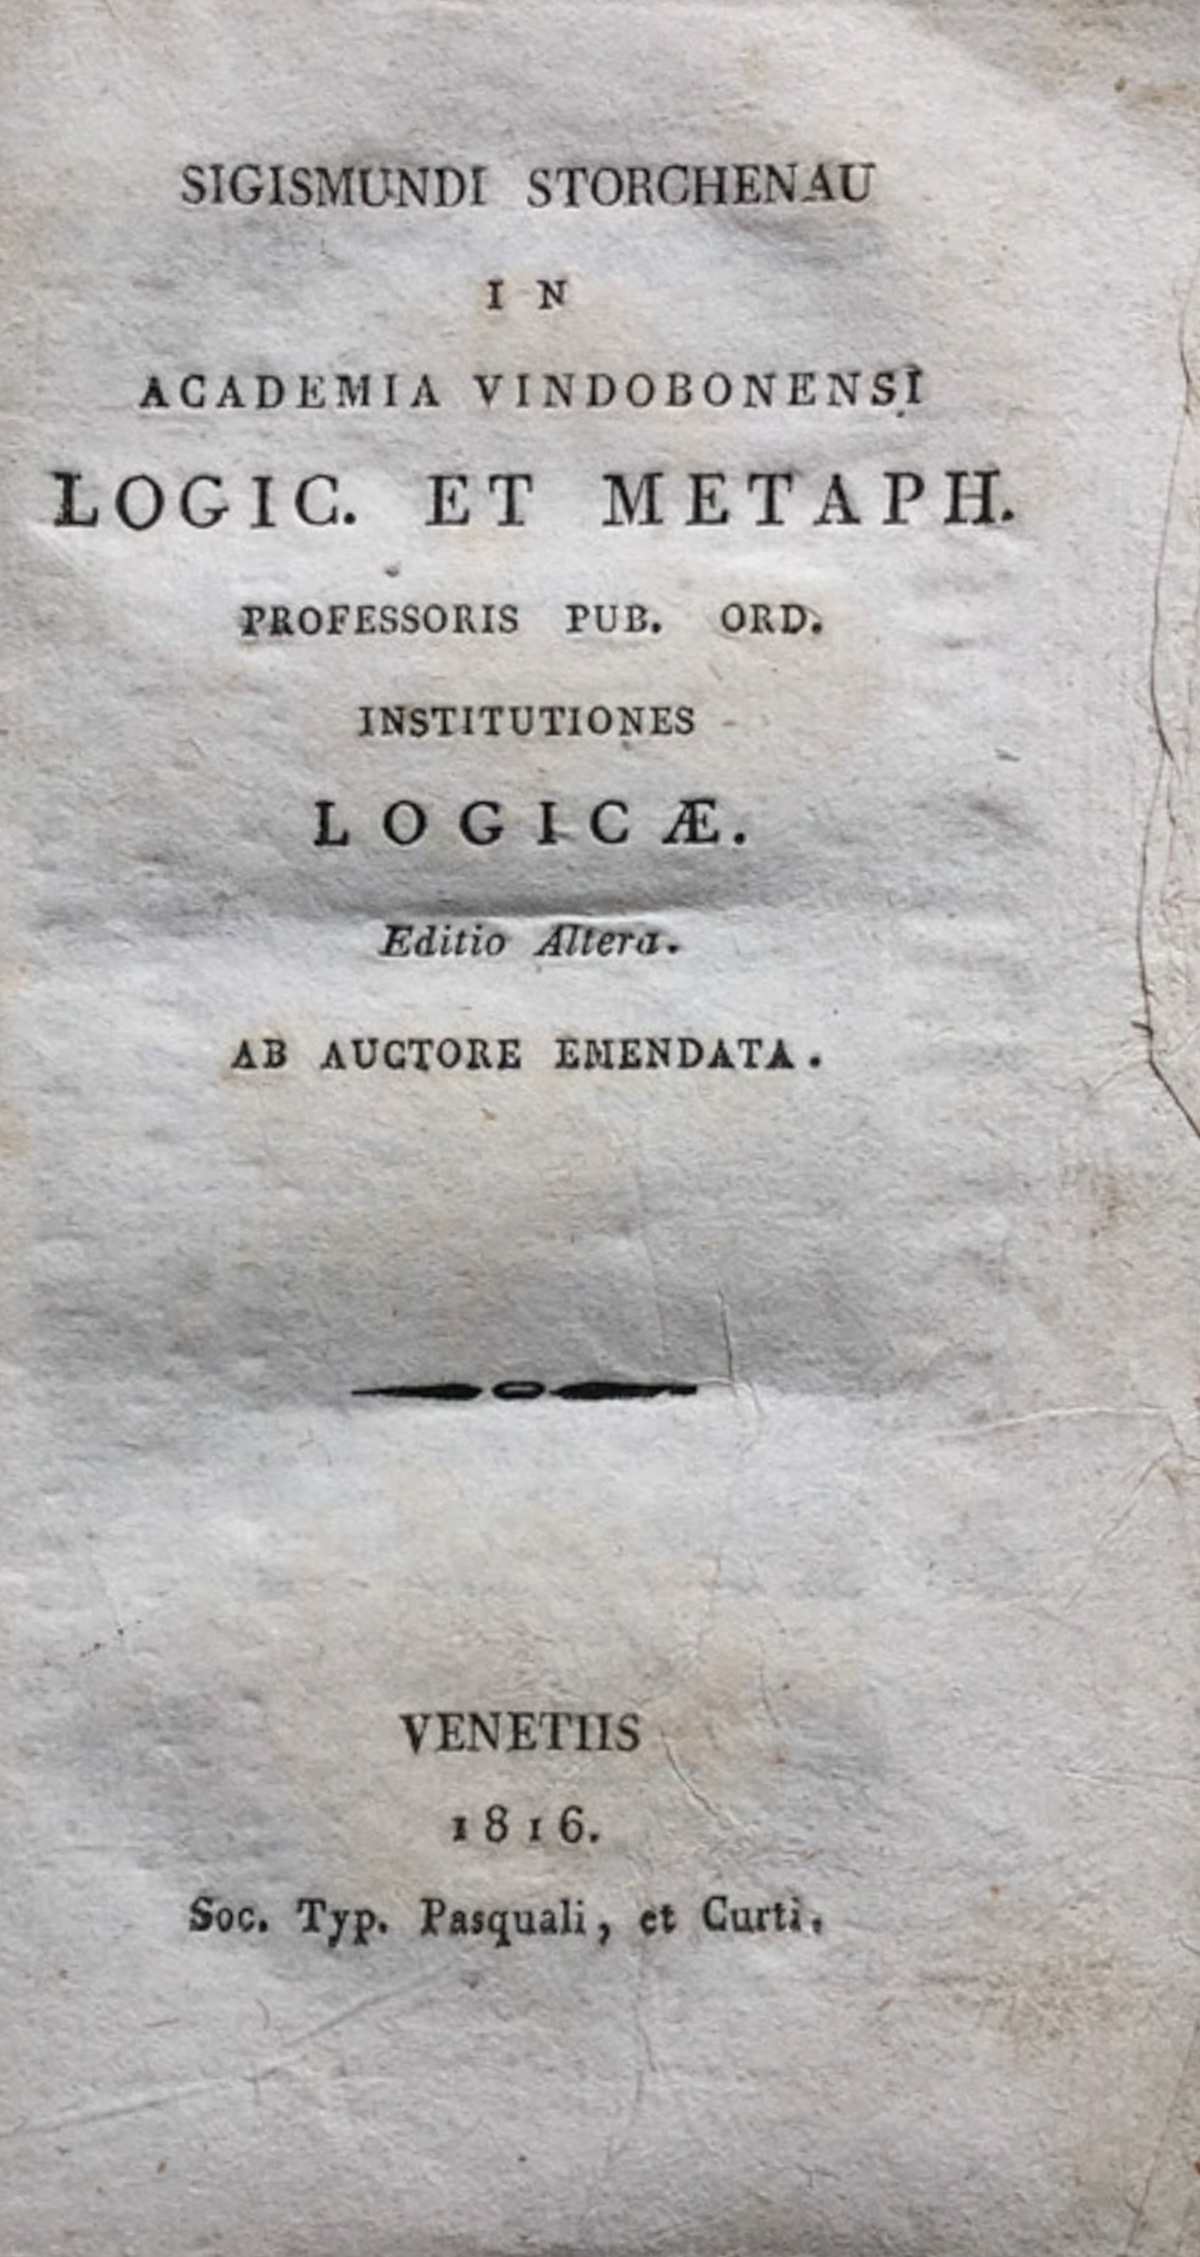 SIGISMUNDI STORCHENAU
IN
ACADEMIA VINDOBONENSI
LOGIC. ET METAPH.
PROFESSORIS PUB. ORD.
INSTITUTIONES
LOGICÆ.
Editio Altera.
AB AUCTORE EMENDATA.
VENETIIS
1816.
Soc. Typ. Pasquali, et Curti.